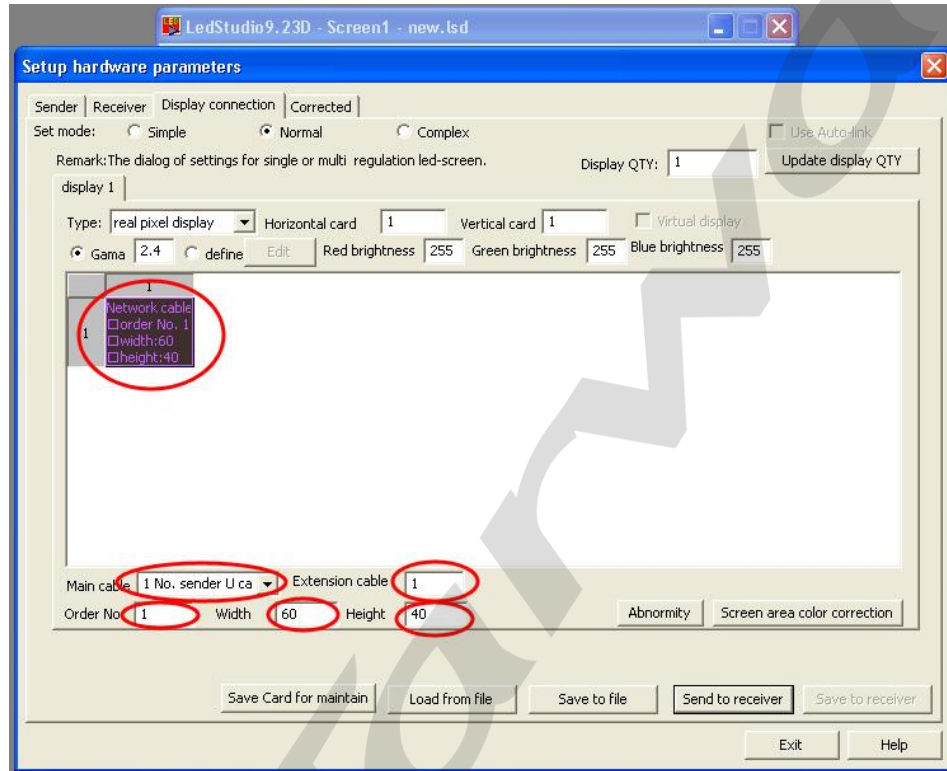 LedStudio9.23D - Screen1 - new.lsd
Setup hardware parameters
Sender Receiver Display connection Corrected
Set mode: Simple Normal Complex Use Auto-link
Remark:The dialog of settings for single or multi regulation led-screen. Display QTY: 1 Update display QTY
display 1
Type: real pixel display Horizontal card 1 Vertical card 1 Virtual display
Gama 2.4 define Edit Red brightness 255 Green brightness 255 Blue brightness 255
1
1
Network cable
order No. 1
width:60
height:40
Main cable 1 No. sender U ca Extension cable 1
Order No 1 Width 60 Height 40 Abnormity Screen area color correction
Save Card for maintain Load from file Save to file Send to receiver Save to receiver
Exit Help